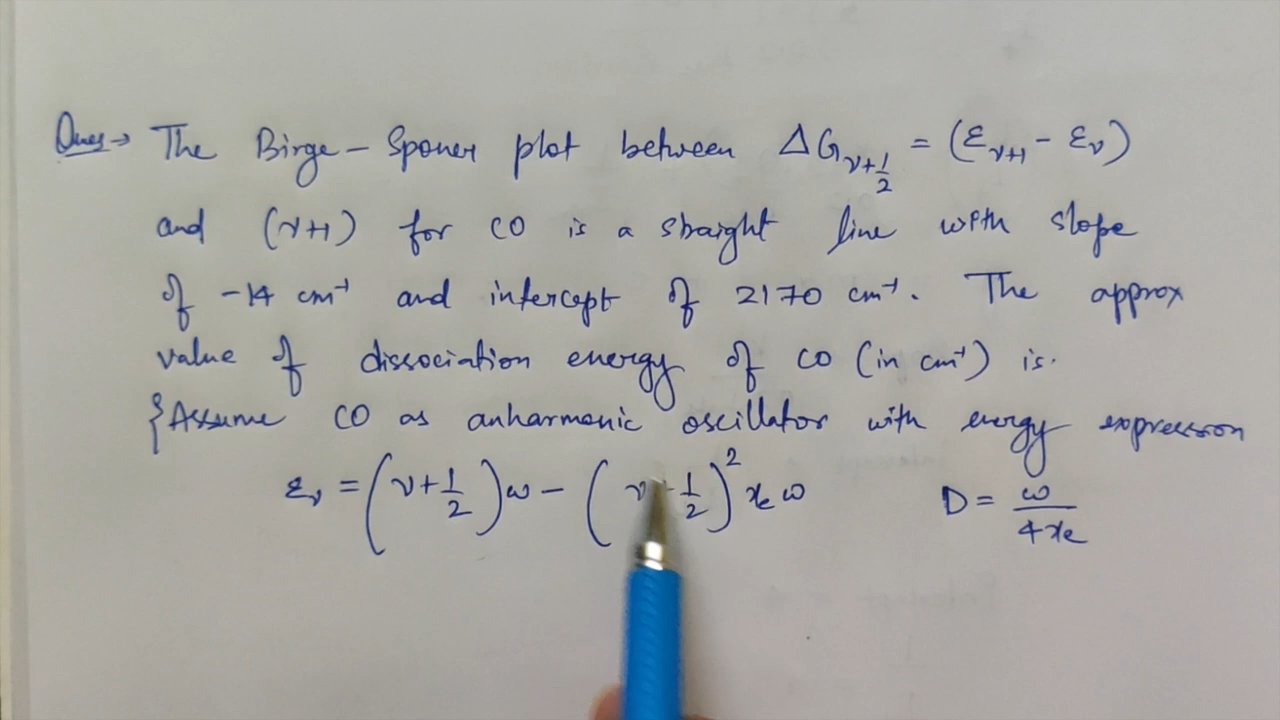 Ques → The Birge - Sponer plot between ΔG_{v+1/2} = (ε_{v+1} - ε_v)
and (v+1) for CO is a straight line with slope
of -14 cm⁻¹ and intercept of 2170 cm⁻¹. The approx
value of dissociation energy of CO (in cm⁻¹) is.
{Assume CO as anharmonic oscillator with energy expression
ε_v = (v+1/2)ω - (v+1/2)² x_e ω D = ω/4x_e